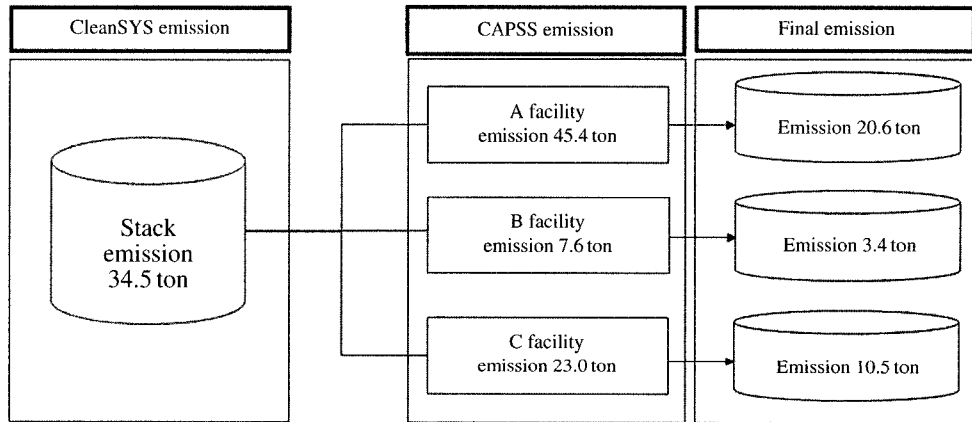 CleanSYS emission
CAPSS emission
Final emission
Stack
emission
34.5 ton
A facility
emission 45.4 ton
B facility
emission 7.6 ton
C facility
emission 23.0 ton
Emission 20.6 ton
Emission 3.4 ton
Emission 10.5 ton